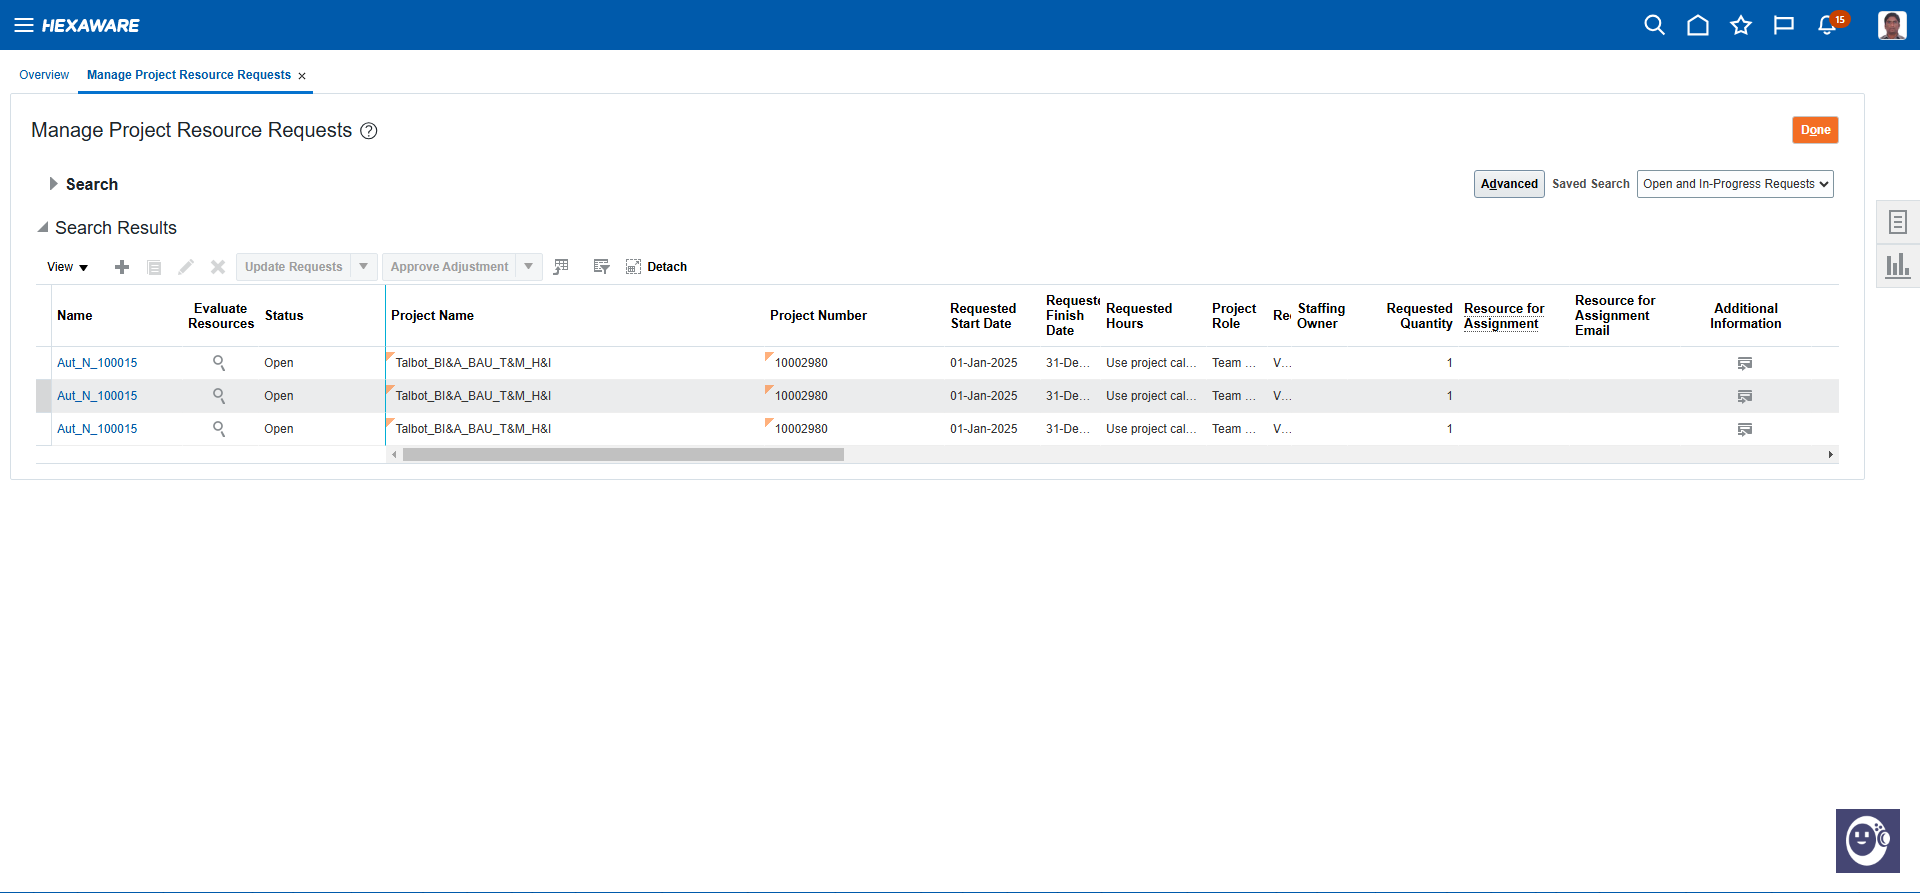 HEXAWARE
15
Overview
Manage Project Resource Requests ×
Manage Project Resource Requests ?
Done
Search
Advanced
Saved Search
Open and In-Progress Requests
Search Results
View
Update Requests
Approve Adjustment
Detach
Name
Evaluate Resources
Status
Project Name
Project Number
Requested Start Date
Requeste Finish Date
Requested Hours
Project Role
Re
Staffing Owner
Requested Quantity
Resource for Assignment
Resource for Assignment Email
Additional Information
Aut_N_100015 Open Talbot_BI&A_BAU_T&M_H&I 10002980 01-Jan-2025 31-De... Use project cal... Team ... V... 1
Aut_N_100015 Open Talbot_BI&A_BAU_T&M_H&I 10002980 01-Jan-2025 31-De... Use project cal... Team ... V... 1
Aut_N_100015 Open Talbot_BI&A_BAU_T&M_H&I 10002980 01-Jan-2025 31-De... Use project cal... Team ... V... 1